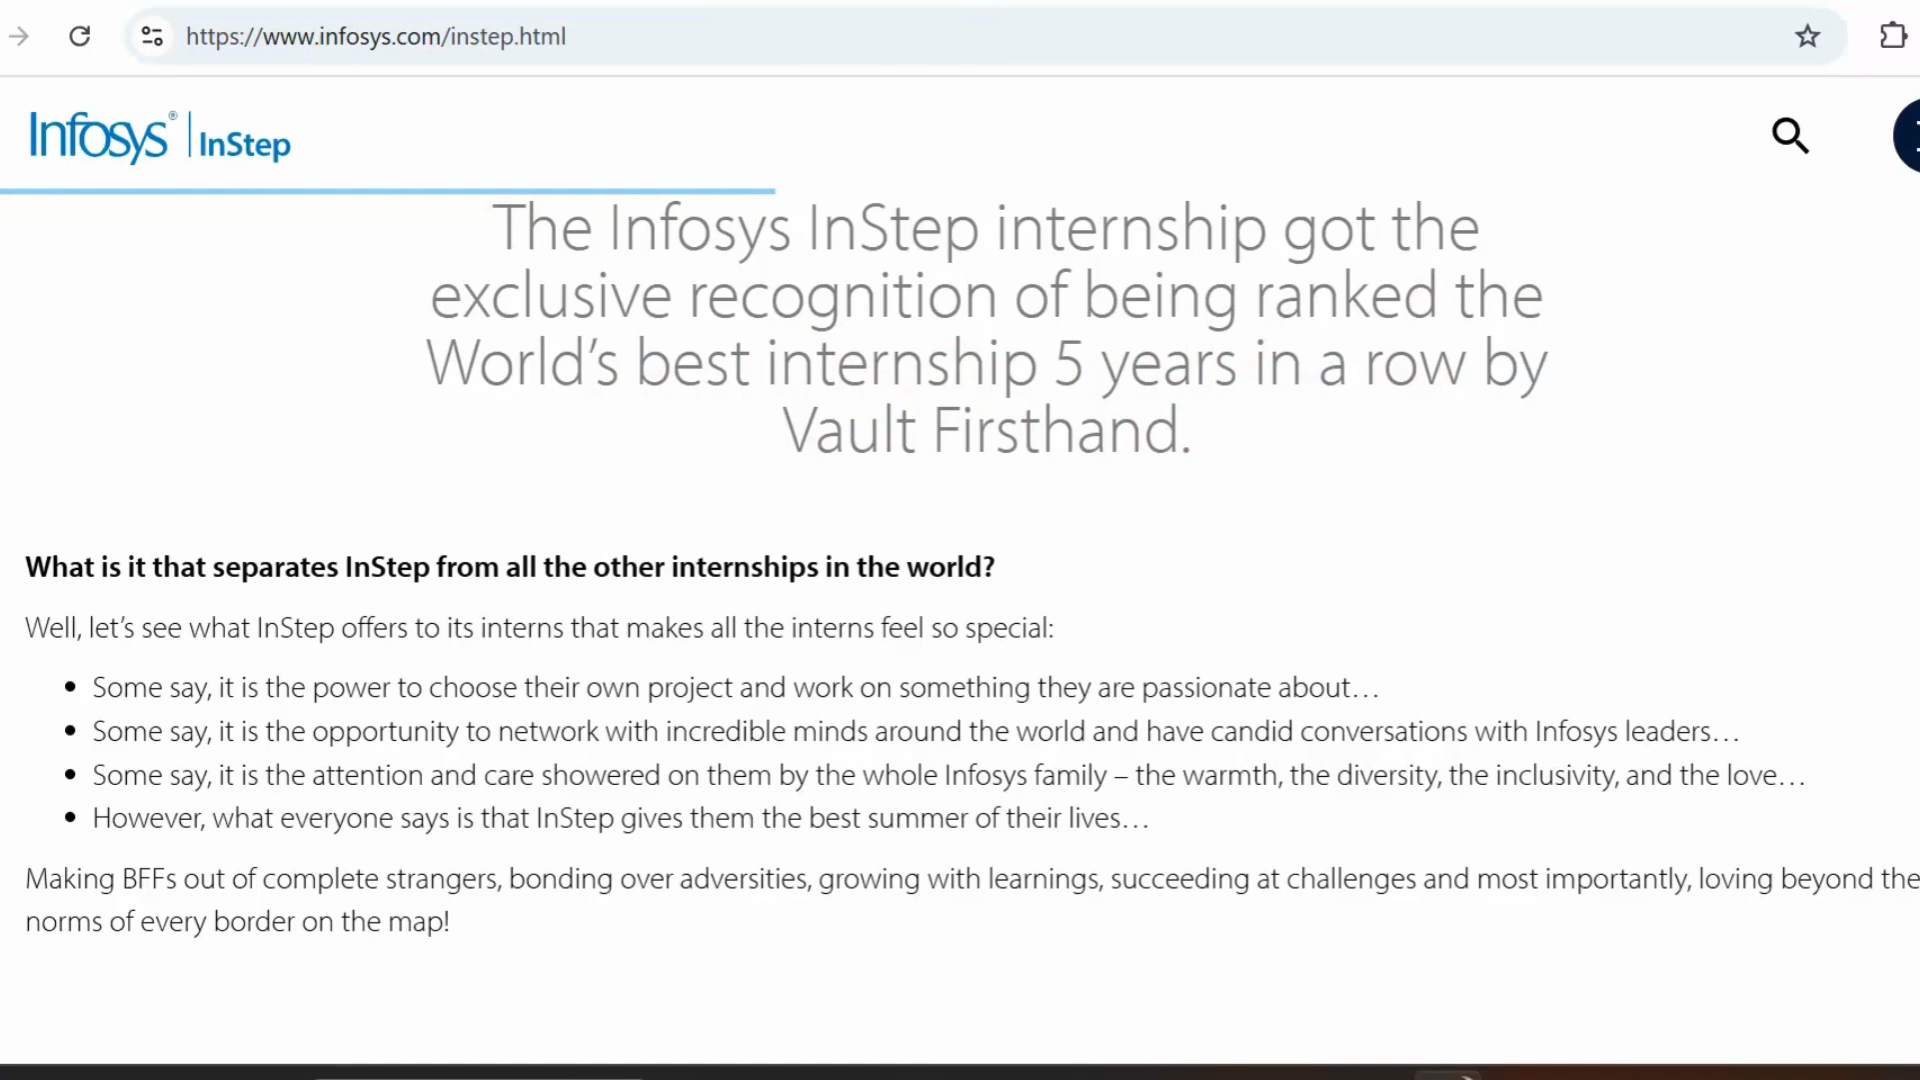 https://www.infosys.com/instep.html
Infosys® | InStep
The Infosys InStep internship got the
exclusive recognition of being ranked the
World’s best internship 5 years in a row by
Vault Firsthand.
What is it that separates InStep from all the other internships in the world?
Well, let’s see what InStep offers to its interns that makes all the interns feel so special:
• Some say, it is the power to choose their own project and work on something they are passionate about…
• Some say, it is the opportunity to network with incredible minds around the world and have candid conversations with Infosys leaders…
• Some say, it is the attention and care showered on them by the whole Infosys family – the warmth, the diversity, the inclusivity, and the love…
• However, what everyone says is that InStep gives them the best summer of their lives…
Making BFFs out of complete strangers, bonding over adversities, growing with learnings, succeeding at challenges and most importantly, loving beyond the
norms of every border on the map!